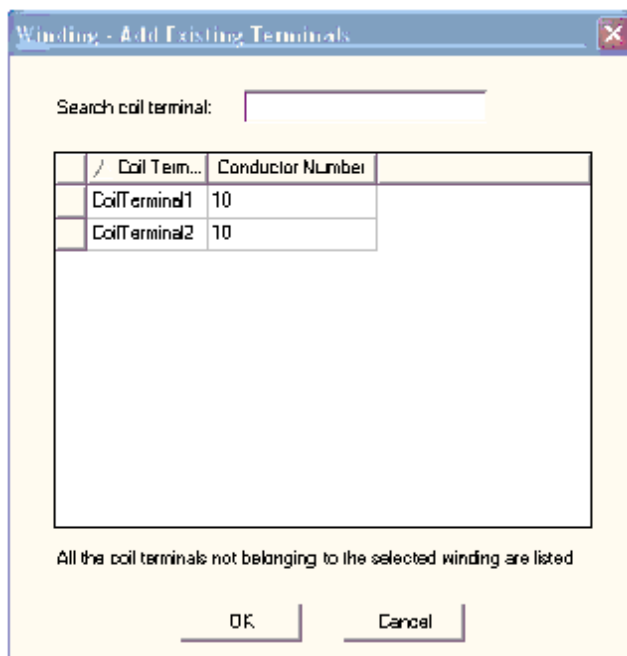 Winding - Add Existing Terminals
Search coil terminal:
/ Coil Term... Conductor Number
CoilTerminal1 10
CoilTerminal2 10
All the coil terminals not belonging to the selected winding are listed
OK Cancel